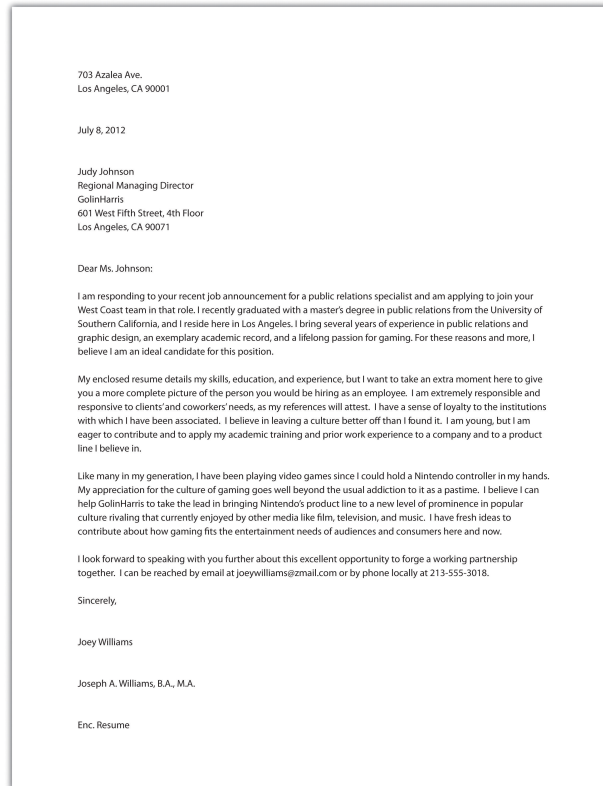 703 Azalea Ave.
Los Angeles, CA 90001
July 8, 2012
Judy Johnson
Regional Managing Director
GolinHarris
601 West Fifth Street, 4th Floor
Los Angeles, CA 90071
Dear Ms. Johnson:
I am responding to your recent job announcement for a public relations specialist and am applying to join your
West Coast team in that role. I recently graduated with a master's degree in public relations from the University of
Southern California, and I reside here in Los Angeles. I bring several years of experience in public relations and
graphic design, an exemplary academic record, and a lifelong passion for gaming. For these reasons and more, I
believe I am an ideal candidate for this position.
My enclosed resume details my skills, education, and experience, but I want to take an extra moment here to give
you a more complete picture of the person you would be hiring as an employee. I am extremely responsible and
responsive to clients' and coworkers' needs, as my references will attest. I have a sense of loyalty to the institutions
with which I have been associated. I believe in leaving a culture better off than I found it. I am young, but I am
eager to contribute and to apply my academic training and prior work experience to a company and to a product
line I believe in.
Like many in my generation, I have been playing video games since I could hold a Nintendo controller in my hands.
My appreciation for the culture of gaming goes well beyond the usual addiction to it as a pastime. I believe I can
help GolinHarris to take the lead in bringing Nintendo's product line to a new level of prominence in popular
culture rivaling that currently enjoyed by other media like film, television, and music. I have fresh ideas to
contribute about how gaming fits the entertainment needs of audiences and consumers here and now.
I look forward to speaking with you further about this excellent opportunity to forge a working partnership
together. I can be reached by email at joeywilliams@zmail.com or by phone locally at 213-555-3018.
Sincerely,
Joey Williams
Joseph A. Williams, B.A., M.A.
Enc. Resume